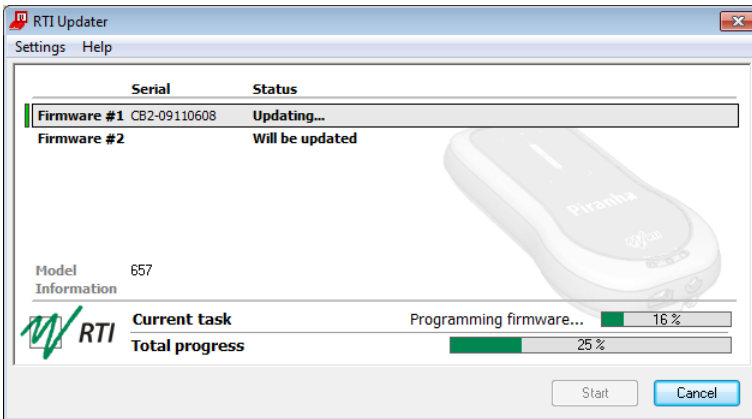 RTI Updater
Settings Help
Serial Status
Firmware #1 CB2-09110608 Updating...
Firmware #2 Will be updated
Piranha
Model 657
Information
RTI Current task Programming firmware... 16 %
Total progress 25 %
Start Cancel